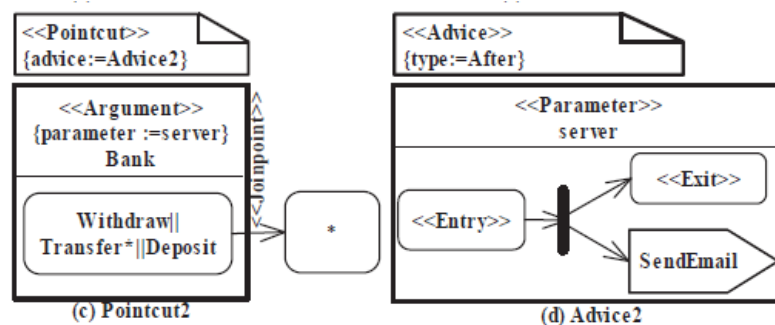 <<Pointcut>>
{advice:=Advice2}
<<Argument>>
{parameter :=server}
Bank
Withdraw||
Transfer*||Deposit
<<Joinpoint>>
*
(c) Pointcut2
<<Advice>>
{type:=After}
<<Parameter>>
server
<<Entry>>
<<Exit>>
SendEmail
(d) Advice2